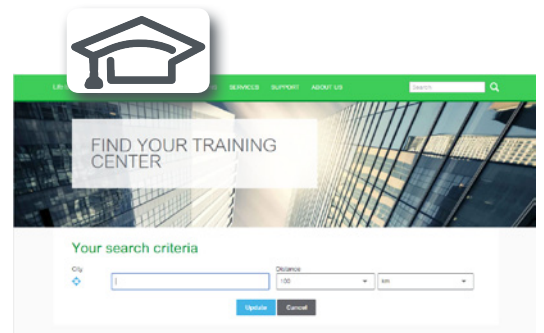 SERVICES SUPPORT ABOUT US Search
FIND YOUR TRAINING
CENTER
Your search criteria
City Distance
100 km
Update Cancel